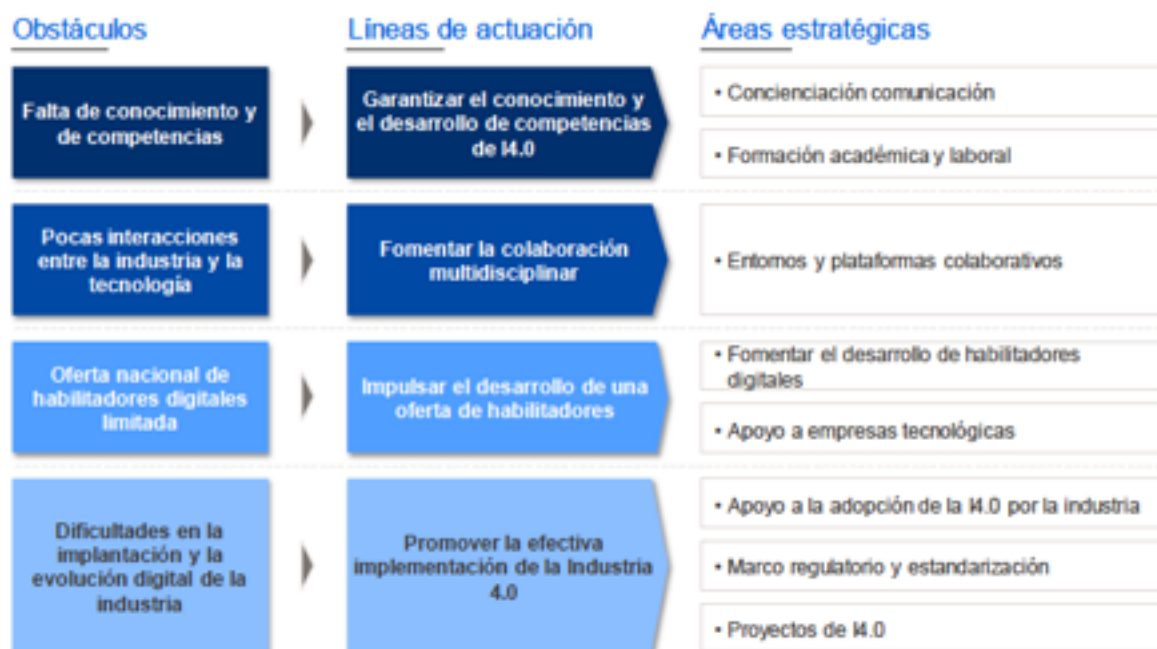 Obstáculos
Líneas de actuación
Áreas estratégicas
Falta de conocimiento y
de competencias
Garantizar el conocimiento y
el desarrollo de competencias
de I4.0
• Concienciación comunicación
• Formación académica y laboral
Pocas interacciones
entre la industria y la
tecnología
Fomentar la colaboración
multidisciplinar
• Entornos y plataformas colaborativos
Oferta nacional de
habilitadores digitales
limitada
Impulsar el desarrollo de una
oferta de habilitadores
• Fomentar el desarrollo de habilitadores
digitales
• Apoyo a empresas tecnológicas
Dificultades en la
implantación y la
evolución digital de la
industria
Promover la efectiva
implementación de la Industria
4.0
• Apoyo a la adopción de la I4.0 por la industria
• Marco regulatorio y estandarización
• Proyectos de I4.0